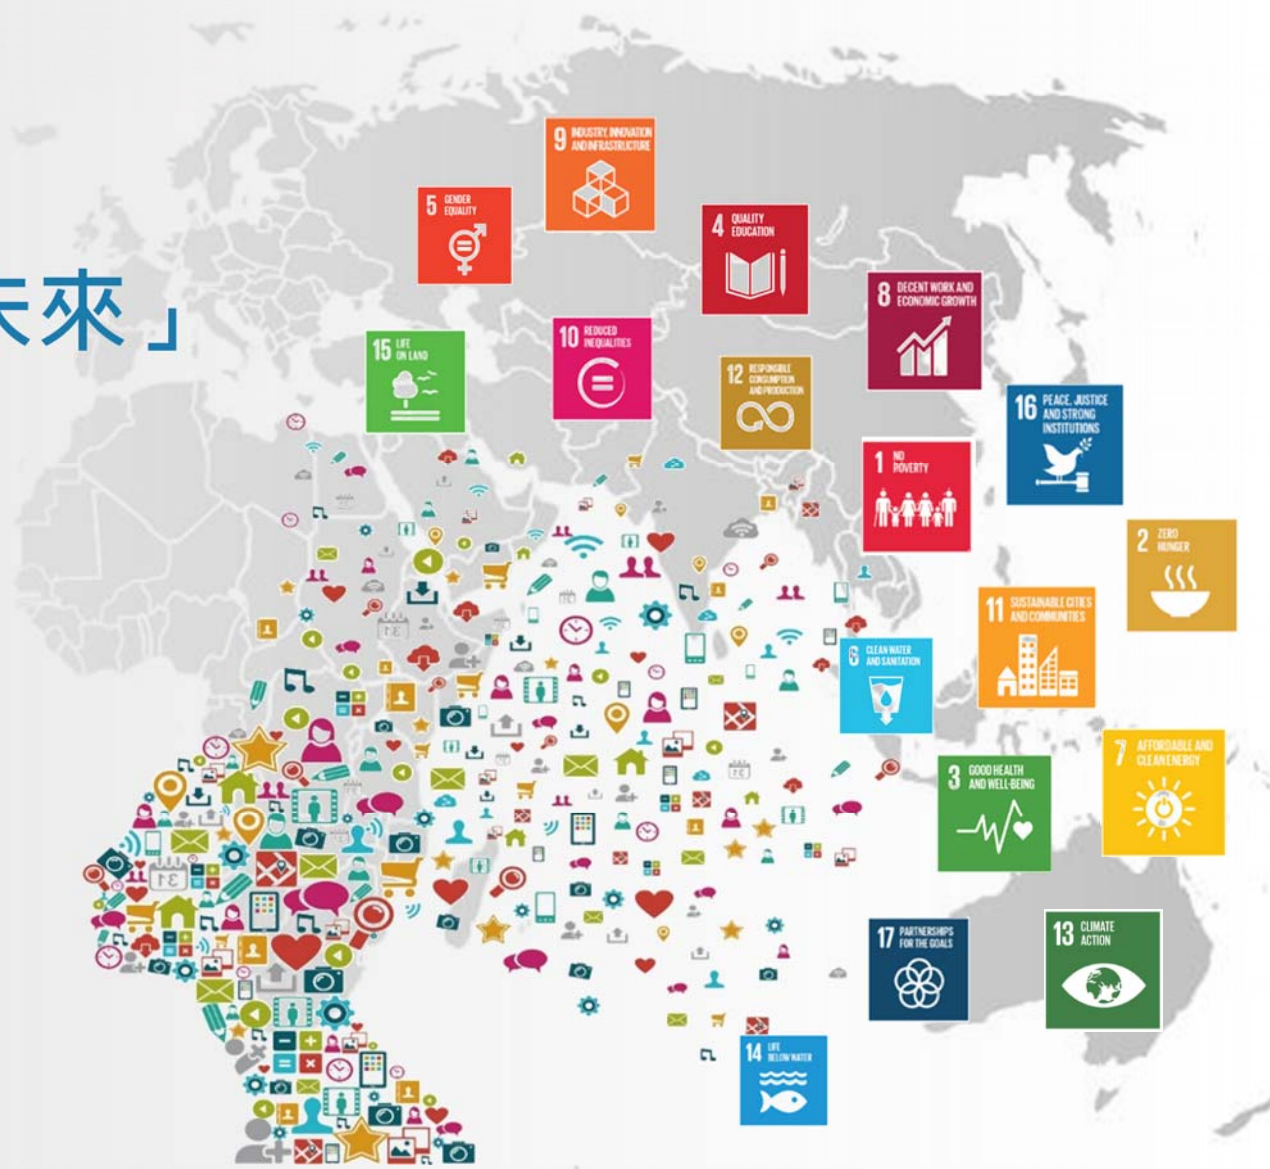 9 INDUSTRY, INNOVATION
AND INFRASTRUCTURE
5 GENDER
EQUALITY
4 QUALITY
EDUCATION
未來」
8 DECENT WORK AND
ECONOMIC GROWTH
15 LIFE
ON LAND
10 REDUCED
INEQUALITIES
12 RESPONSIBLE
CONSUMPTION
AND PRODUCTION
16 PEACE, JUSTICE
AND STRONG
INSTITUTIONS
1 NO
POVERTY
2 ZERO
HUNGER
11 SUSTAINABLE CITIES
AND COMMUNITIES
6 CLEAN WATER
AND SANITATION
7 AFFORDABLE AND
CLEAN ENERGY
3 GOOD HEALTH
AND WELL-BEING
17 PARTNERSHIPS
FOR THE GOALS
13 CLIMATE
ACTION
14 LIFE
BELOW WATER